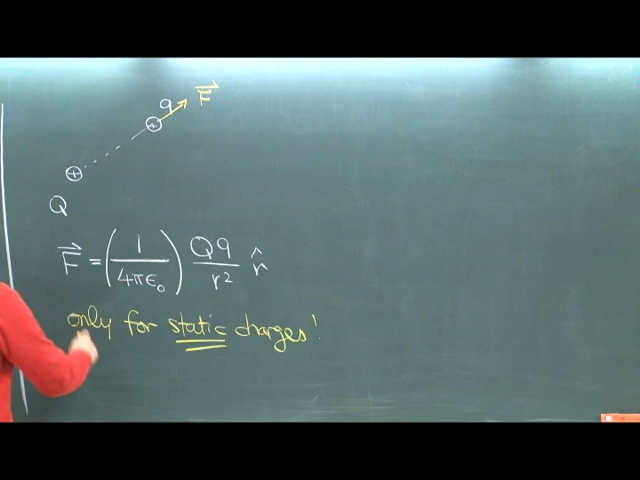 q F⃗
+
+
Q
F⃗ = (1/4πϵ₀) Qq/r² r̂
only for static charges!